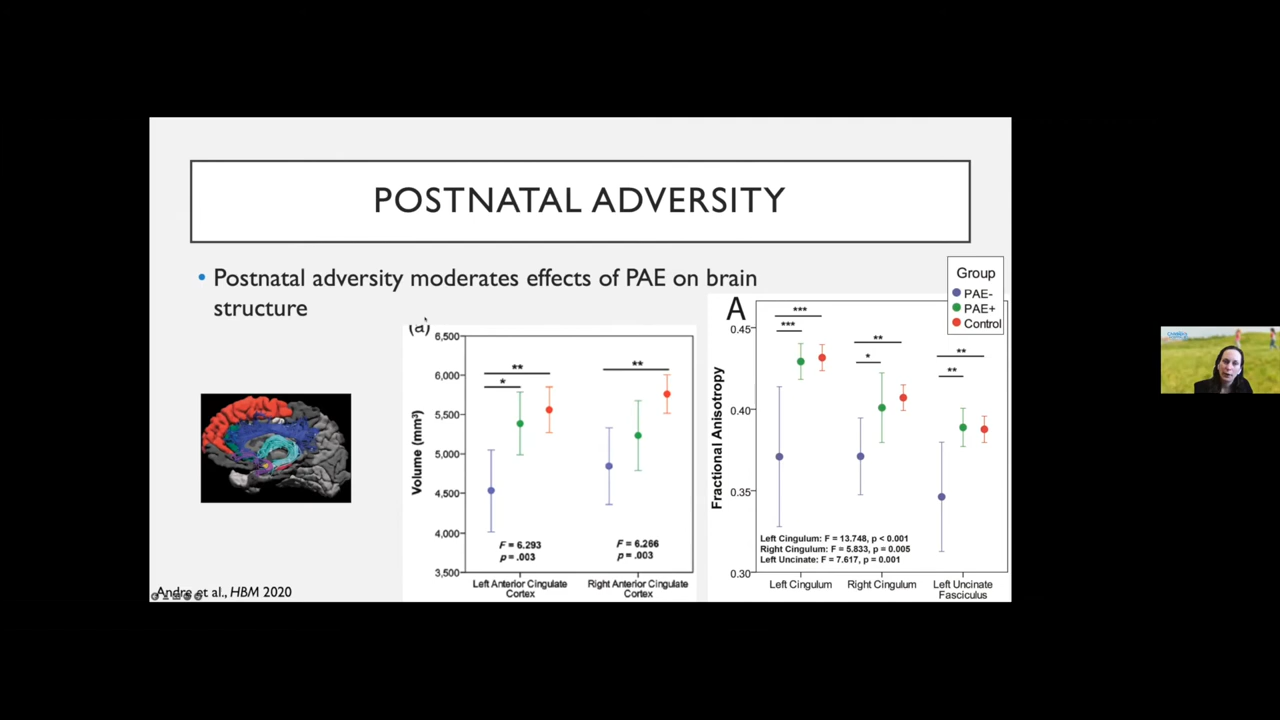 POSTNATAL ADVERSITY
• Postnatal adversity moderates effects of PAE on brain
structure
(a)
6,500
6,000
5,500
5,000
4,500
4,000
3,500
Volume (mm³)
**
*
**
F = 6.293
p = .003
F = 6.266
p = .003
Left Anterior Cingulate
Cortex
Right Anterior Cingulate
Cortex
A
Group
PAE-
PAE+
Control
0.45
0.40
0.35
0.30
Fractional Anisotropy
***
***
**
*
**
**
Left Cingulum: F = 13.748, p < 0.001
Right Cingulum: F = 5.833, p = 0.005
Left Uncinate: F = 7.617, p = 0.001
Left Cingulum
Right Cingulum
Left Uncinate
Fasciculus
Andre et al., HBM 2020